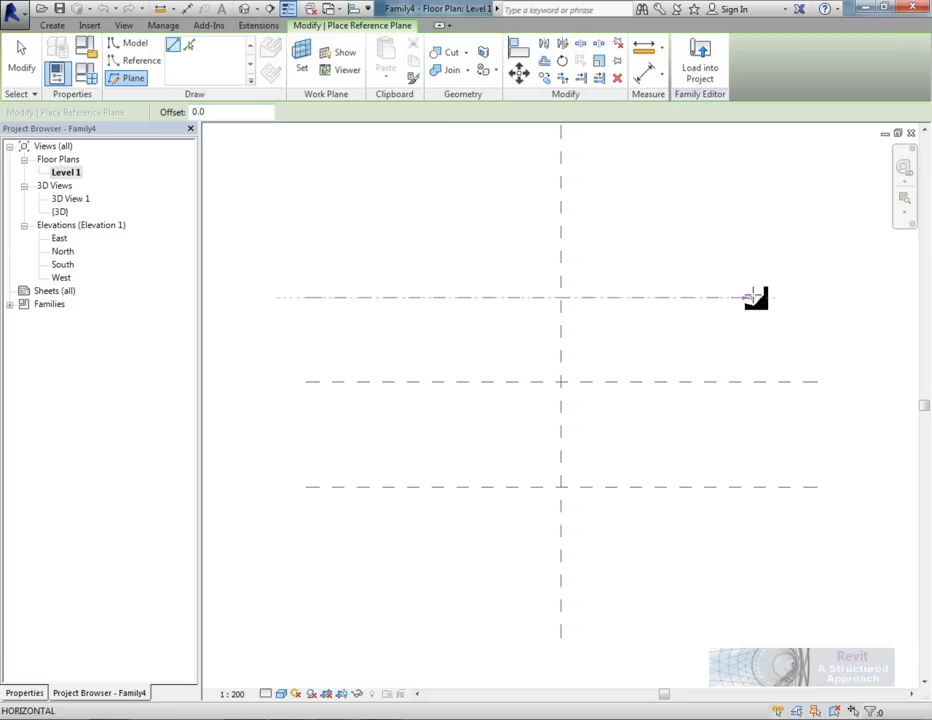 Family4 - Floor Plan: Level 1
Type a keyword or phrase
Sign In
Create Insert View Manage Add-Ins Extensions Modify | Place Reference Plane
Modify
Model
Reference
Plane
Set
Show
Viewer
Paste
Cut
Join
Load into
Project
Select Properties Draw Work Plane Clipboard Geometry Modify Measure Family Editor
Modify | Place Reference Plane Offset: 0.0
Project Browser - Family4
Views (all)
Floor Plans
Level 1
3D Views
3D View 1
{3D}
Elevations (Elevation 1)
East
North
South
West
Sheets (all)
Families
Revit
A Structured
Approach
Properties Project Browser - Family4
1 : 200
HORIZONTAL
:0